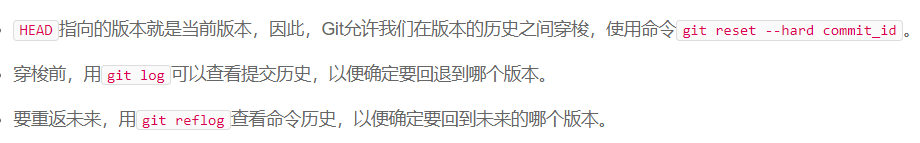 HEAD指向的版本就是当前版本，因此，Git允许我们在版本的历史之间穿梭，使用命令git reset --hard commit_id。
穿梭前，用git log可以查看提交历史，以便确定要回退到哪个版本。
要重返未来，用git reflog查看命令历史，以便确定要回到未来的哪个版本。